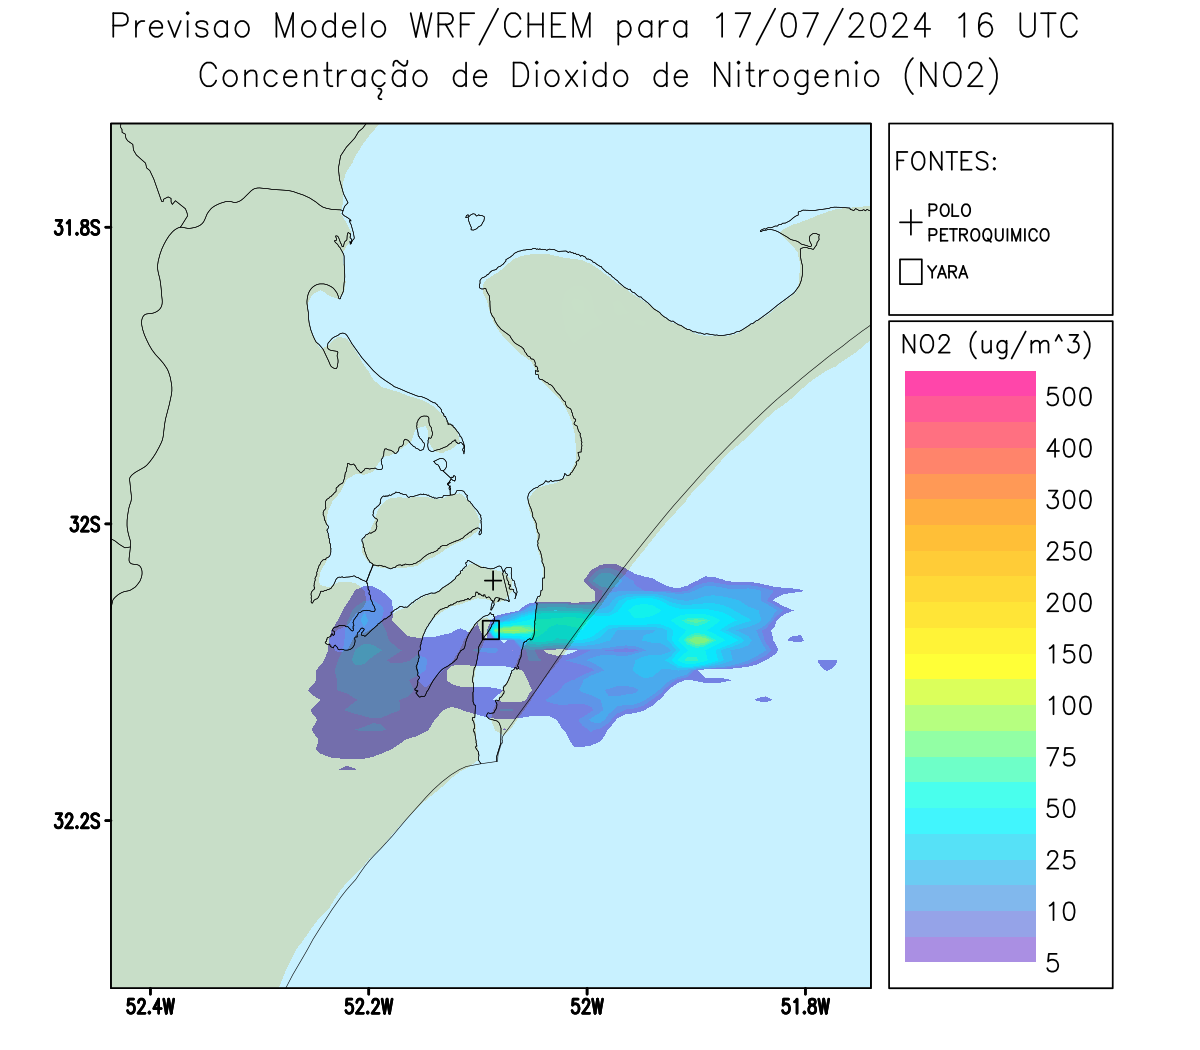 Previsao Modelo WRF/CHEM para 17/07/2024 16 UTC
Concentração de Dioxido de Nitrogenio (NO2)
FONTES:
POLO
PETROQUIMICO
YARA
31.8S
32S
32.2S
52.4W
52.2W
52W
51.8W
NO2 (ug/m^3)
500
400
300
250
200
150
100
75
50
25
10
5